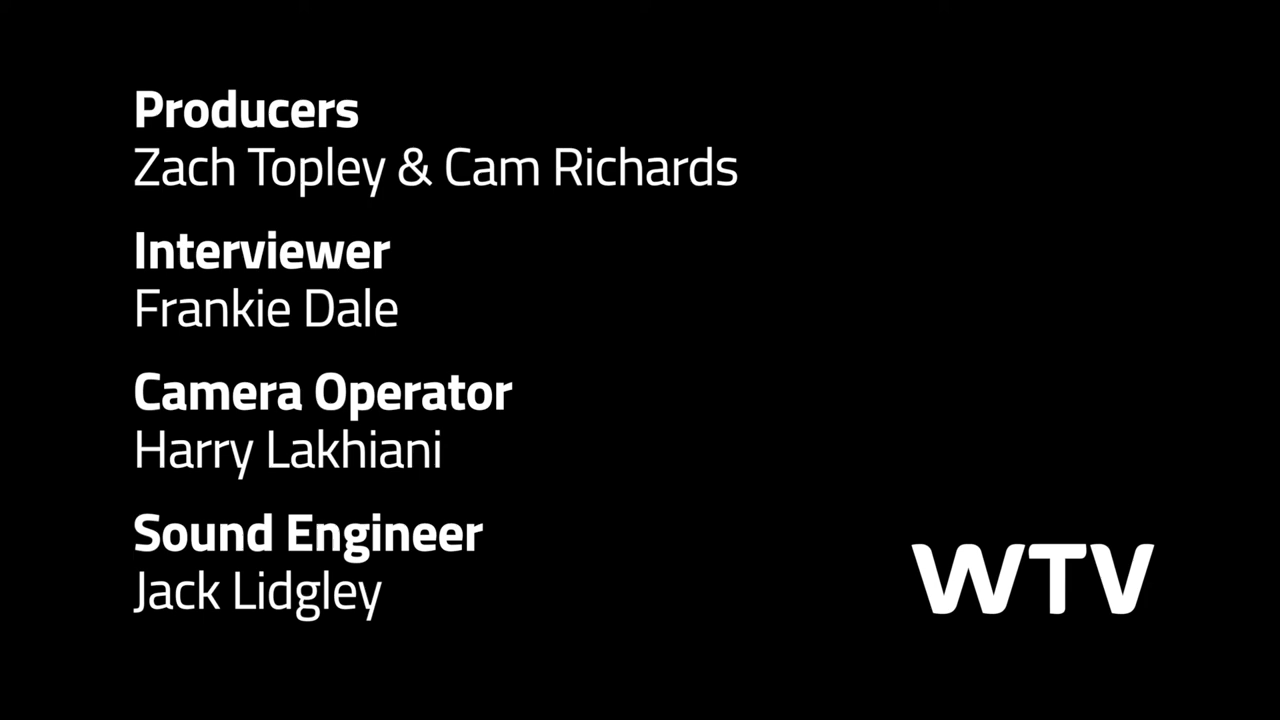 Producers
Zach Topley & Cam Richards
Interviewer
Frankie Dale
Camera Operator
Harry Lakhiani
Sound Engineer
Jack Lidgley
WTV